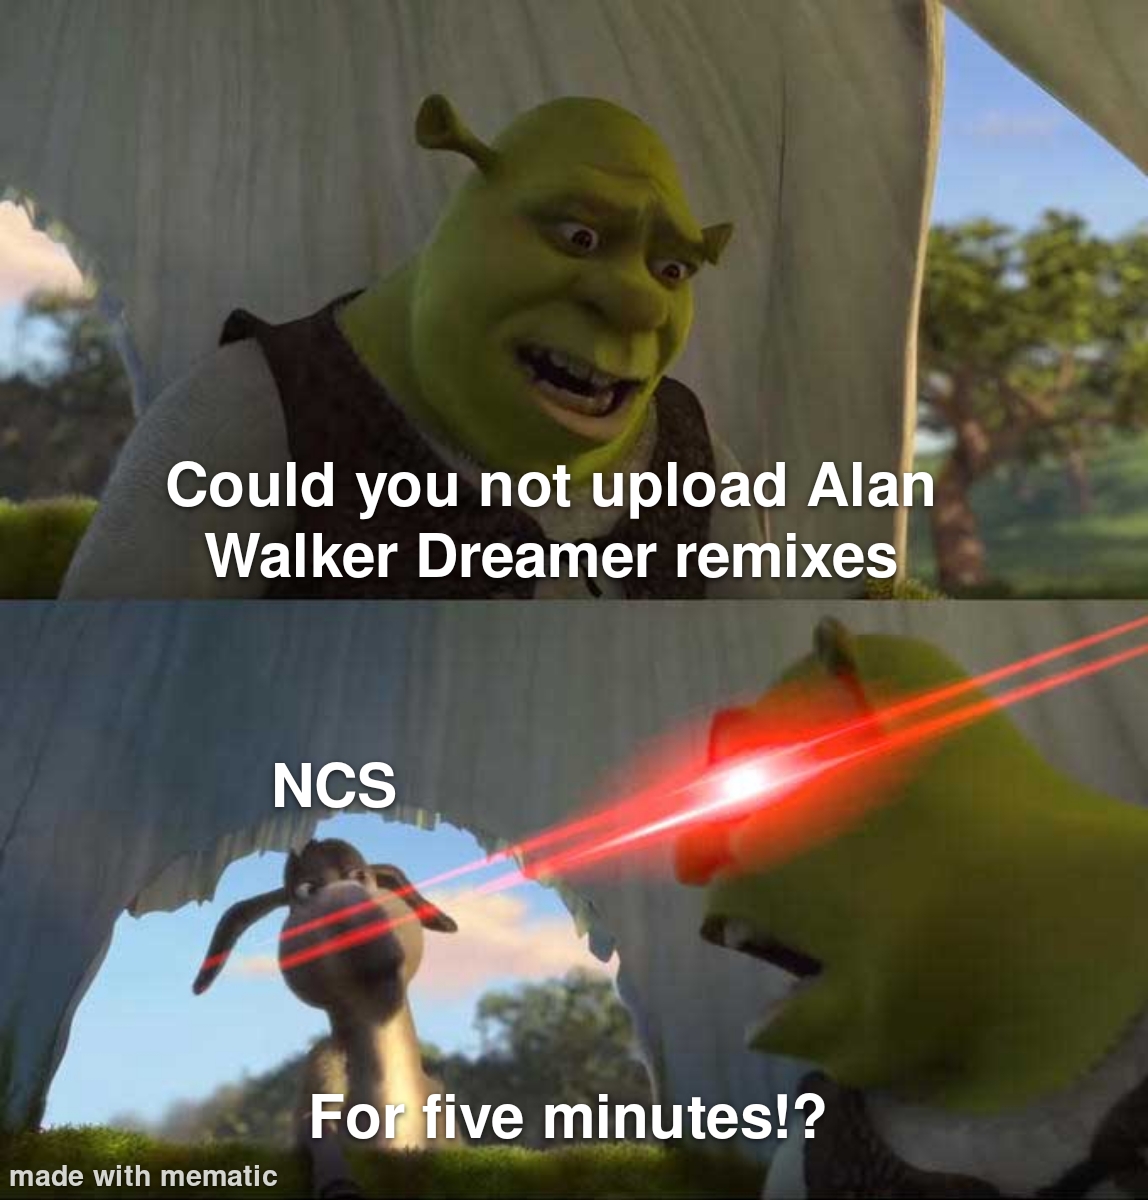 Could you not upload Alan
Walker Dreamer remixes
NCS
For five minutes!?
made with mematic